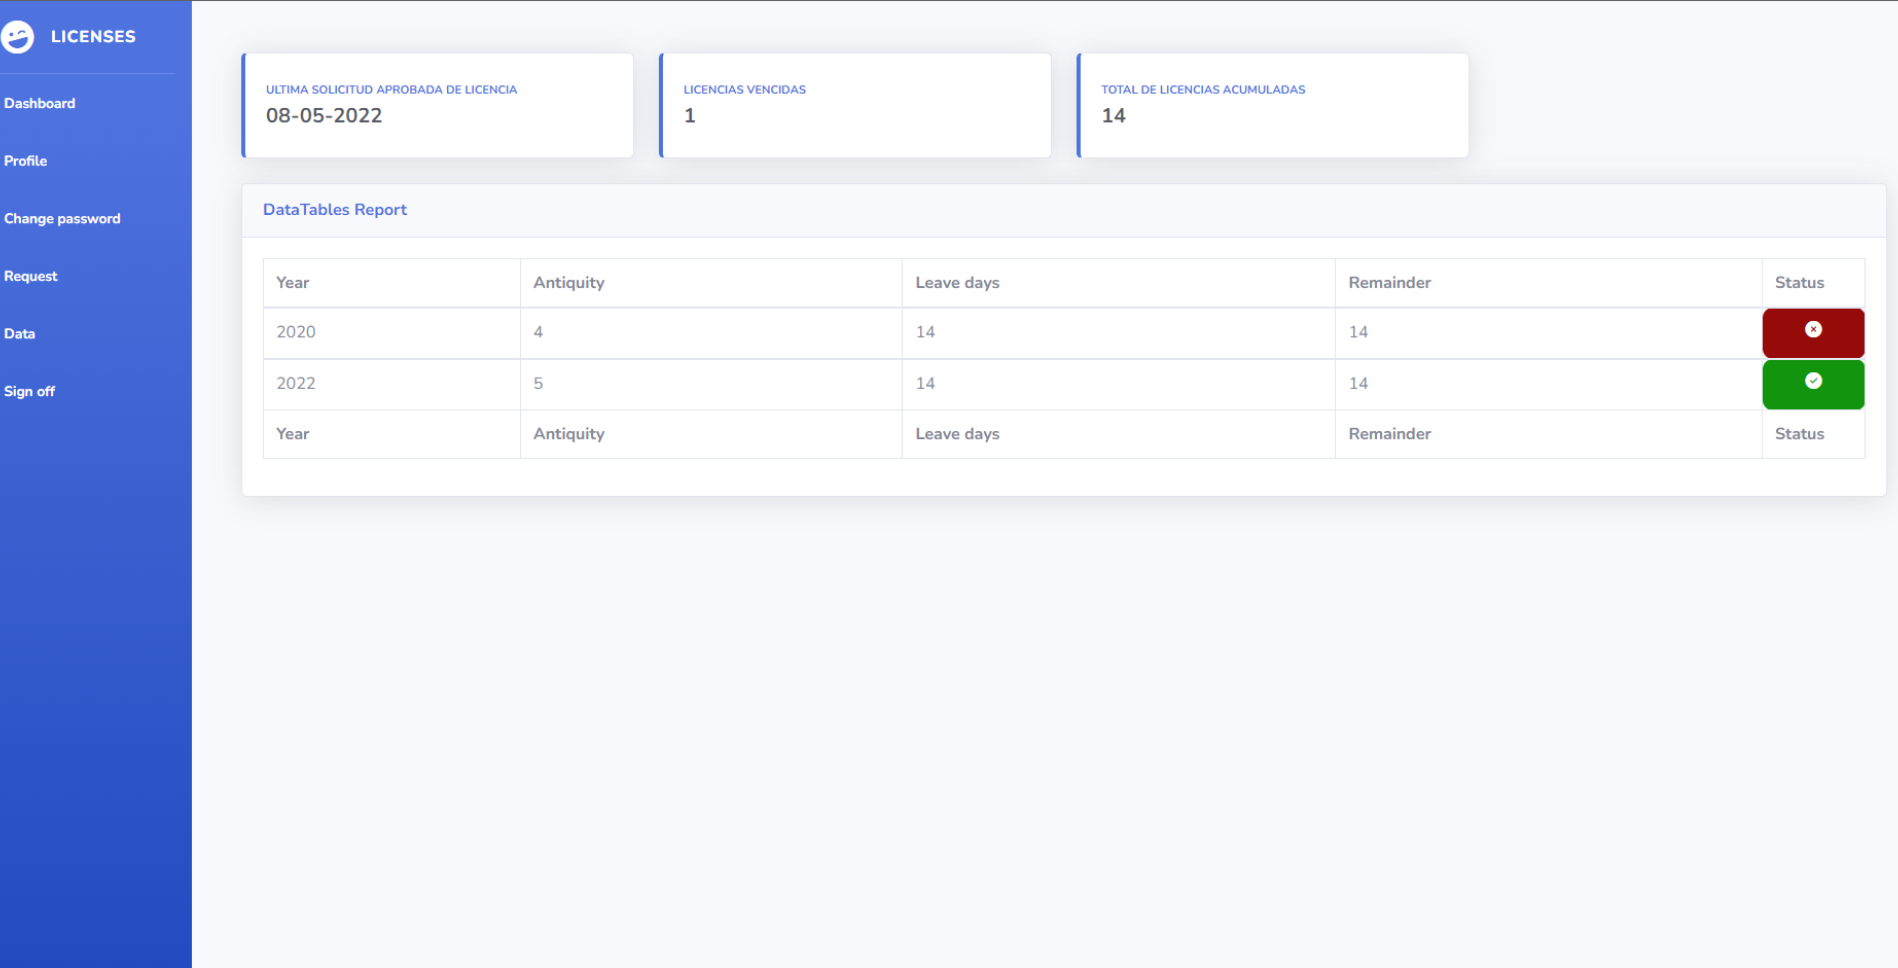 LICENSES
Dashboard
Profile
Change password
Request
Data
Sign off
ULTIMA SOLICITUD APROBADA DE LICENCIA
08-05-2022
LICENCIAS VENCIDAS
1
TOTAL DE LICENCIAS ACUMULADAS
14
DataTables Report
Year Antiquity Leave days Remainder Status
2020 4 14 14
2022 5 14 14
Year Antiquity Leave days Remainder Status